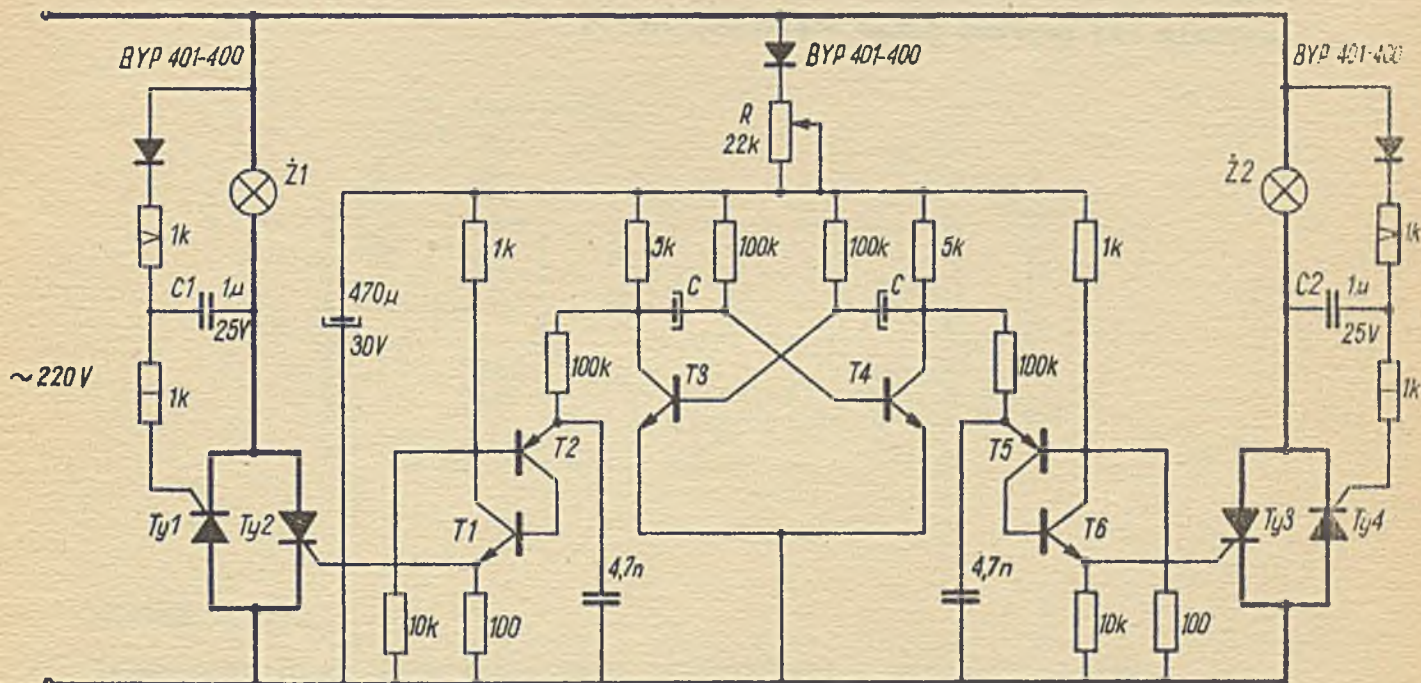 BYP 401-400
BYP 401-400
BYP 401-400
R
22k
Ż1
Ż2
1k
1k
5k
100k
100k
5k
1k
1k
C1
1µ
25V
470µ
30V
C
C
C2
1µ
25V
~220V
1k
100k
T3
T4
100k
1k
T2
T5
Ty1
Ty2
T1
T6
Ty3
Ty4
4,7n
4,7n
10k
100
10k
100